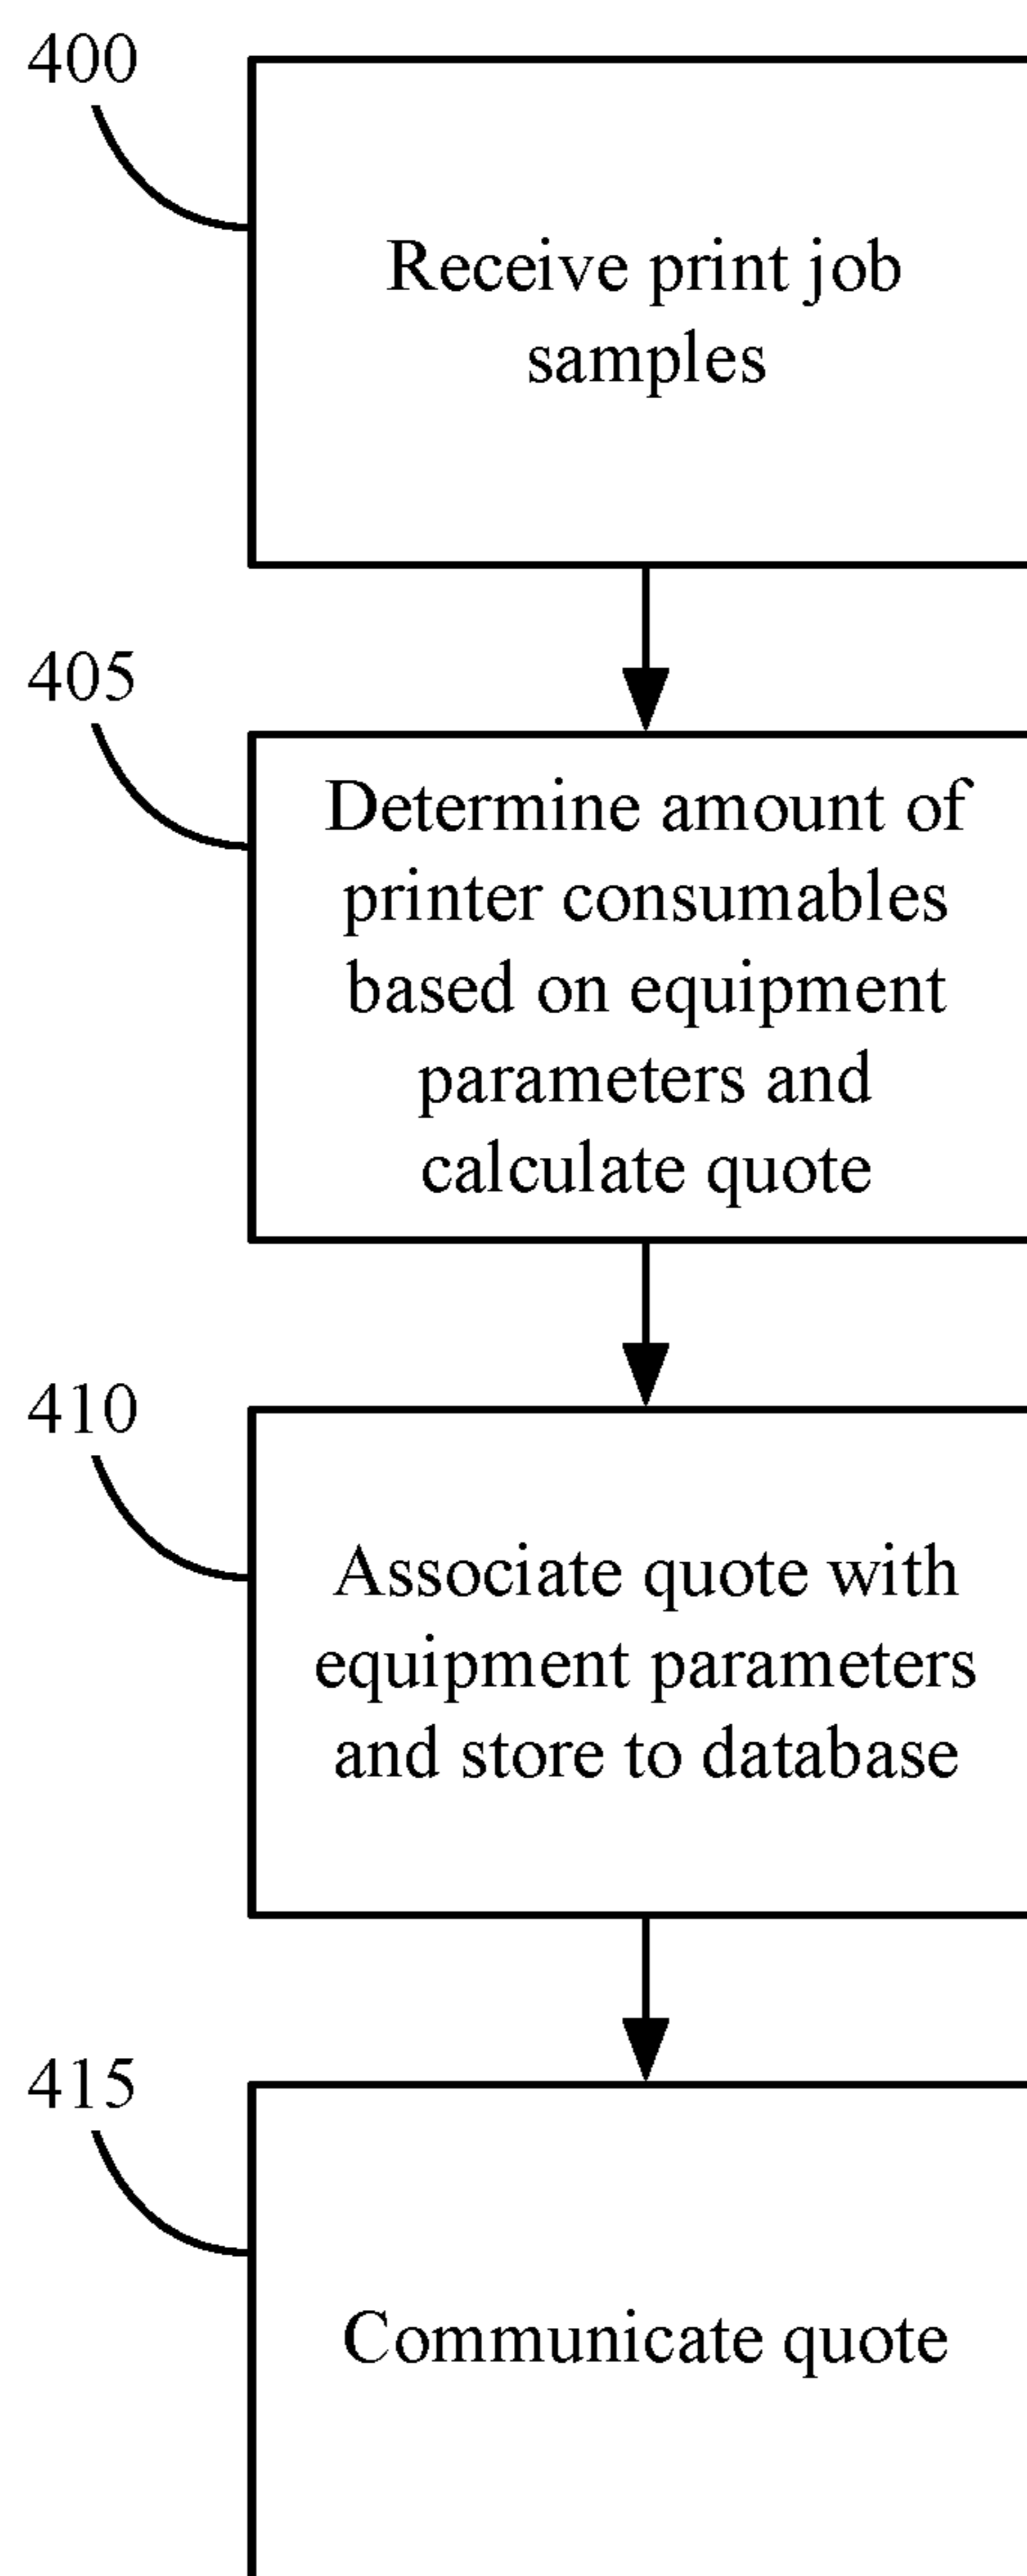 400
Receive print job
samples
405
Determine amount of
printer consumables
based on equipment
parameters and
calculate quote
410
Associate quote with
equipment parameters
and store to database
415
Communicate quote